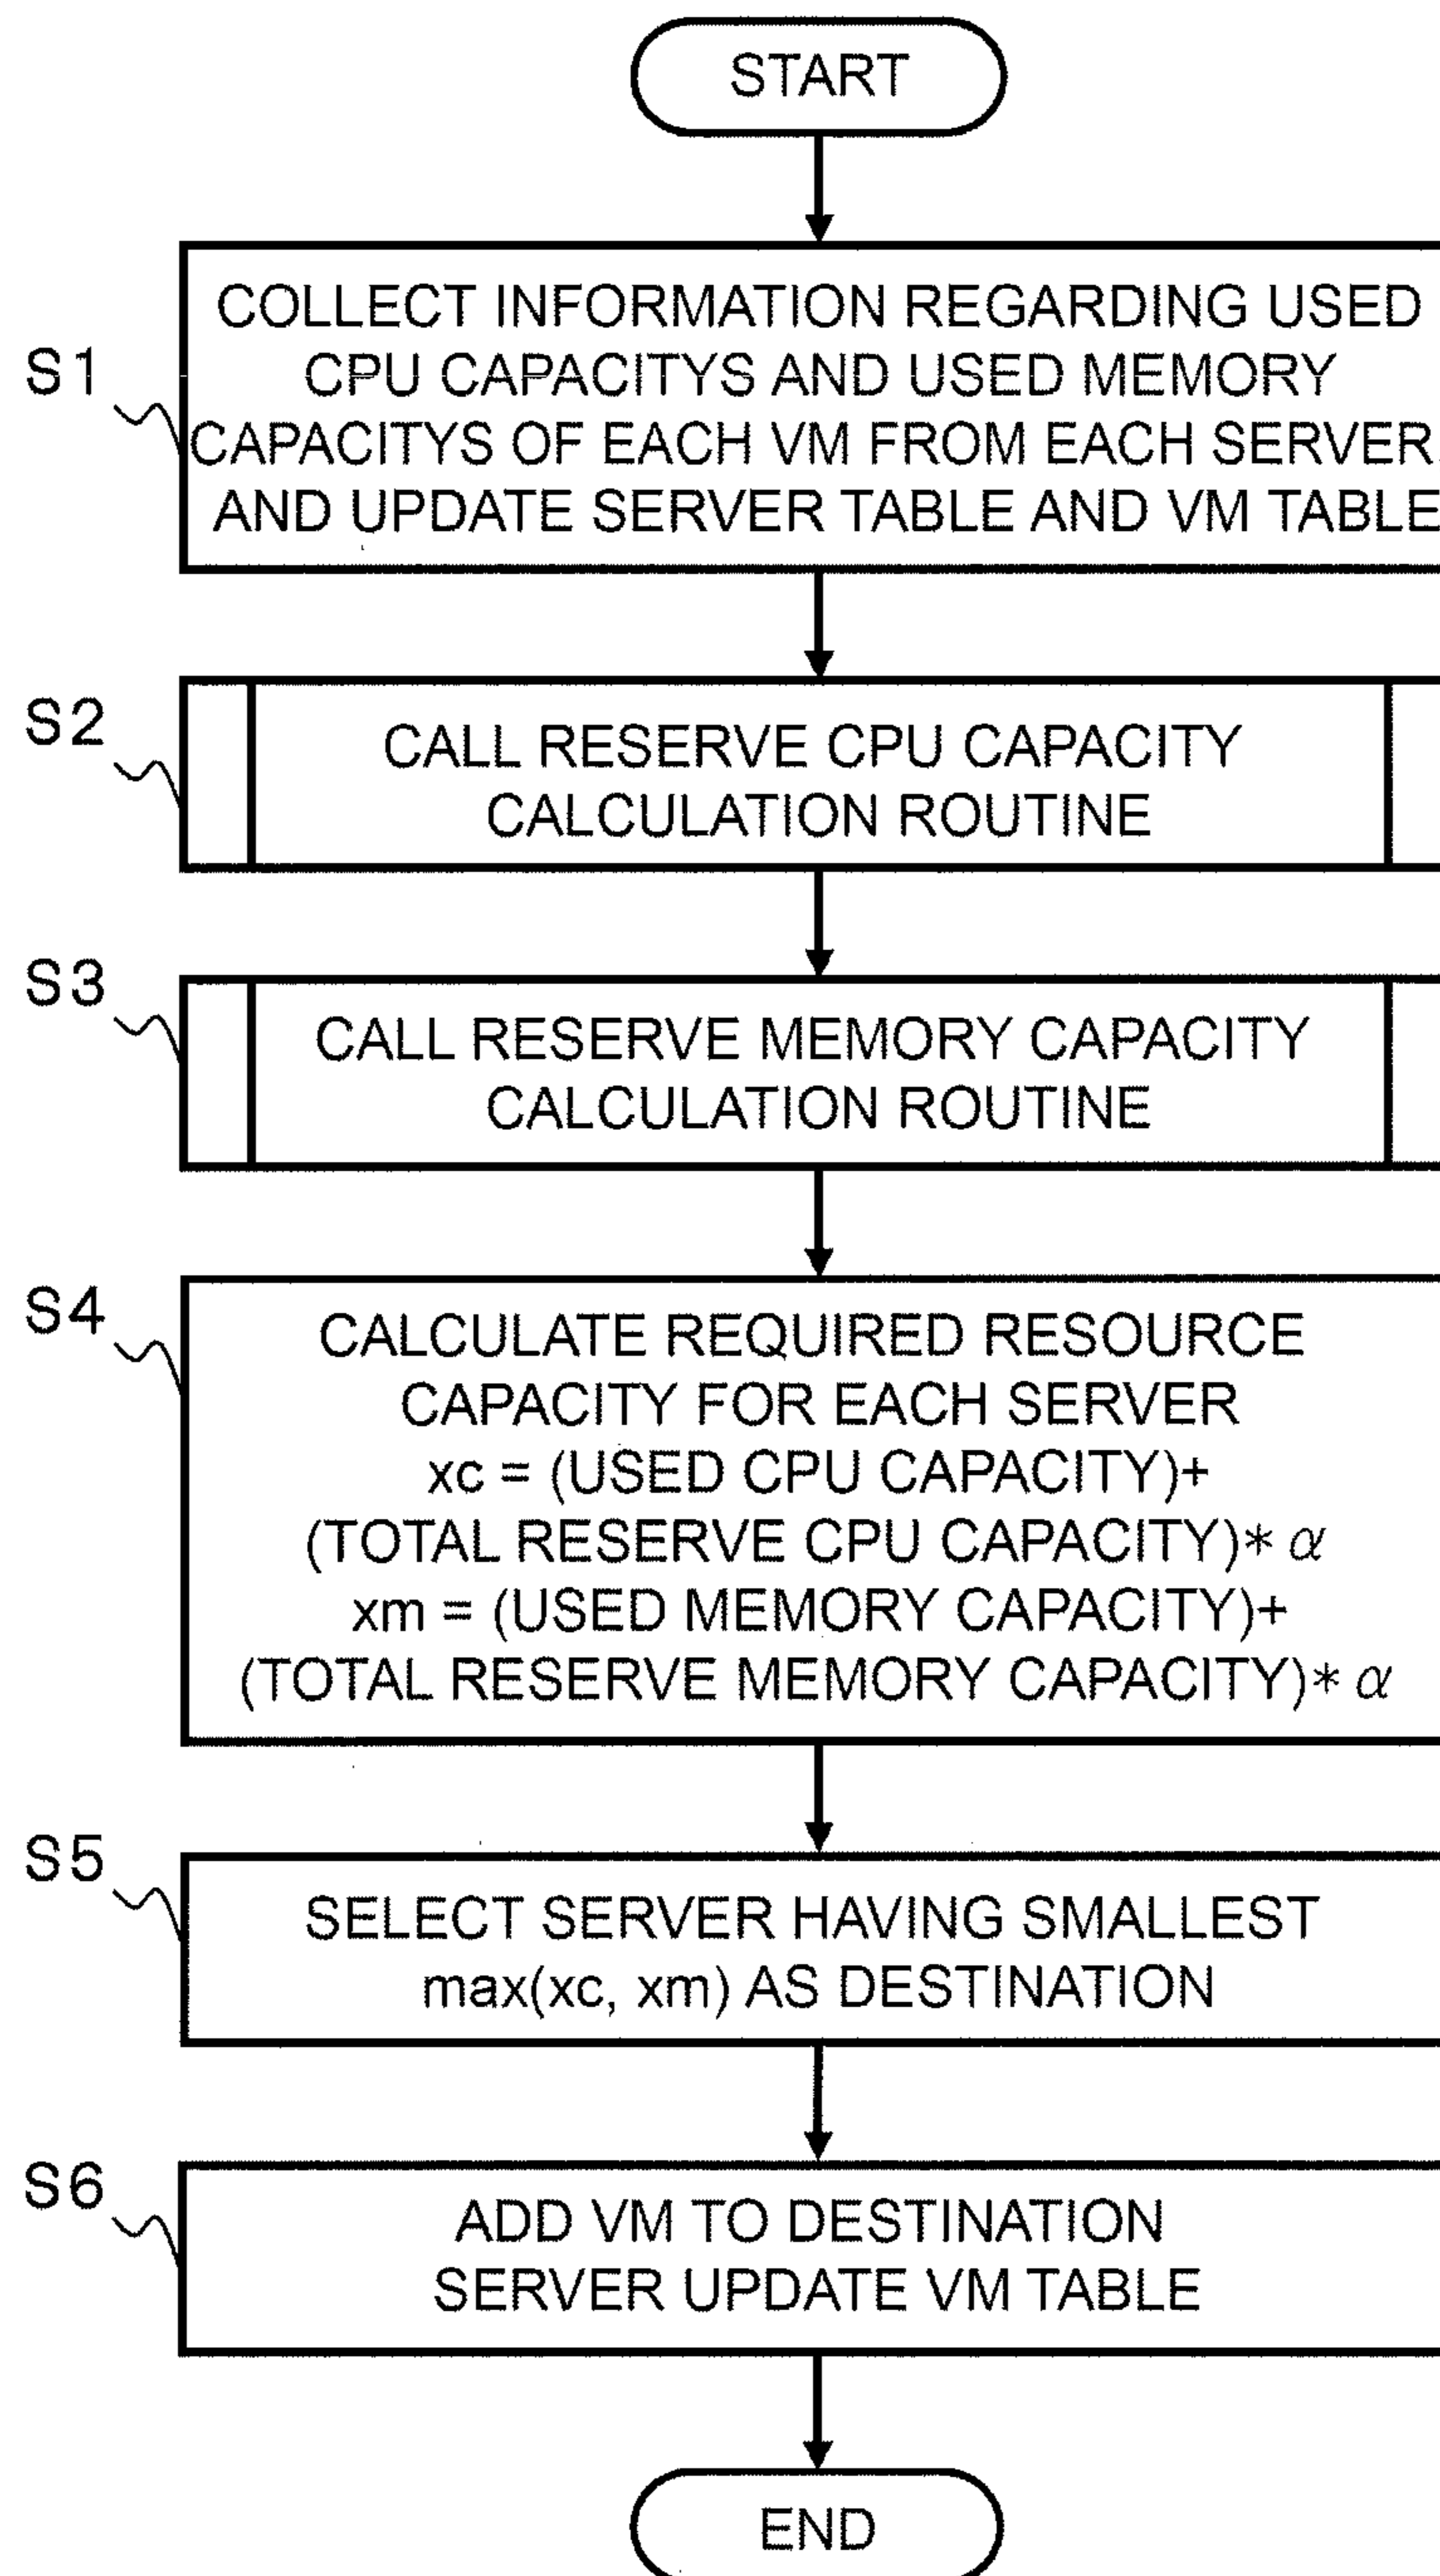 START
S1
COLLECT INFORMATION REGARDING USED
CPU CAPACITYS AND USED MEMORY
CAPACITYS OF EACH VM FROM EACH SERVER,
AND UPDATE SERVER TABLE AND VM TABLE
S2
CALL RESERVE CPU CAPACITY
CALCULATION ROUTINE
S3
CALL RESERVE MEMORY CAPACITY
CALCULATION ROUTINE
S4
CALCULATE REQUIRED RESOURCE
CAPACITY FOR EACH SERVER
xc = (USED CPU CAPACITY)+
(TOTAL RESERVE CPU CAPACITY)* α
xm = (USED MEMORY CAPACITY)+
(TOTAL RESERVE MEMORY CAPACITY)* α
S5
SELECT SERVER HAVING SMALLEST
max(xc, xm) AS DESTINATION
S6
ADD VM TO DESTINATION
SERVER UPDATE VM TABLE
END